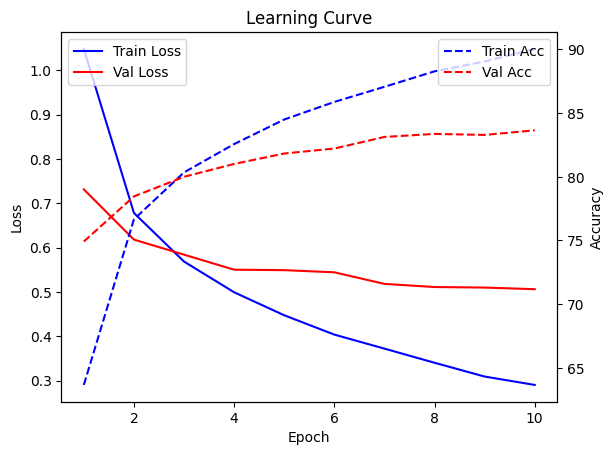 Learning Curve
Train Loss
Val Loss
Train Acc
Val Acc
Loss
1.0
0.9
0.8
0.7
0.6
0.5
0.4
0.3
90
85
80
75
70
65
Accuracy
2 4 6 8 10
Epoch